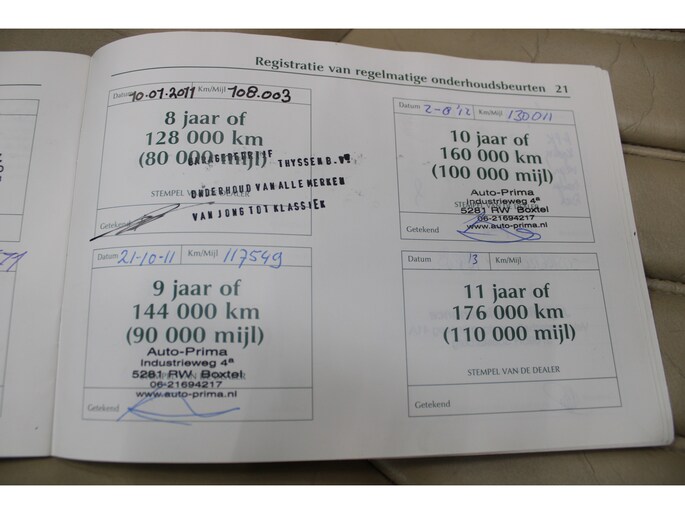 Registratie van regelmatige onderhoudsbeurten 21
Datum 10.01.2011 Km/Mijl 108.003
8 jaar of
128 000 km
(80 000 mijl)
THYSSEN B.V.
ONDERHOUD VAN ALLE MERKEN
VAN JONG TOT KLASSIEK
STEMPEL VAN DE DEALER
Getekend
Datum 21-10-11 Km/Mijl 117549
9 jaar of
144 000 km
(90 000 mijl)
Auto-Prima
Industrieweg 4ª
5281 RW Boxtel
06-21694217
www.auto-prima.nl
Getekend
Datum 2-8'12 Km/Mijl 130011
10 jaar of
160 000 km
(100 000 mijl)
Auto-Prima
Industrieweg 4ª
5281 RW Boxtel
06-21694217
www.auto-prima.nl
Getekend
Datum 13 Km/Mijl
11 jaar of
176 000 km
(110 000 mijl)
STEMPEL VAN DE DEALER
Getekend